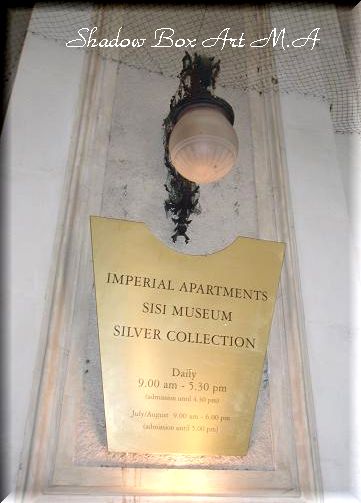 Shadow Box Art M.A
IMPERIAL APARTMENTS
SISI MUSEUM
SILVER COLLECTION
Daily
9.00 am - 5.30 pm
(admission until 4.30 pm)
July/August 9.00 am - 6.00 pm
(admission until 5.00 pm)